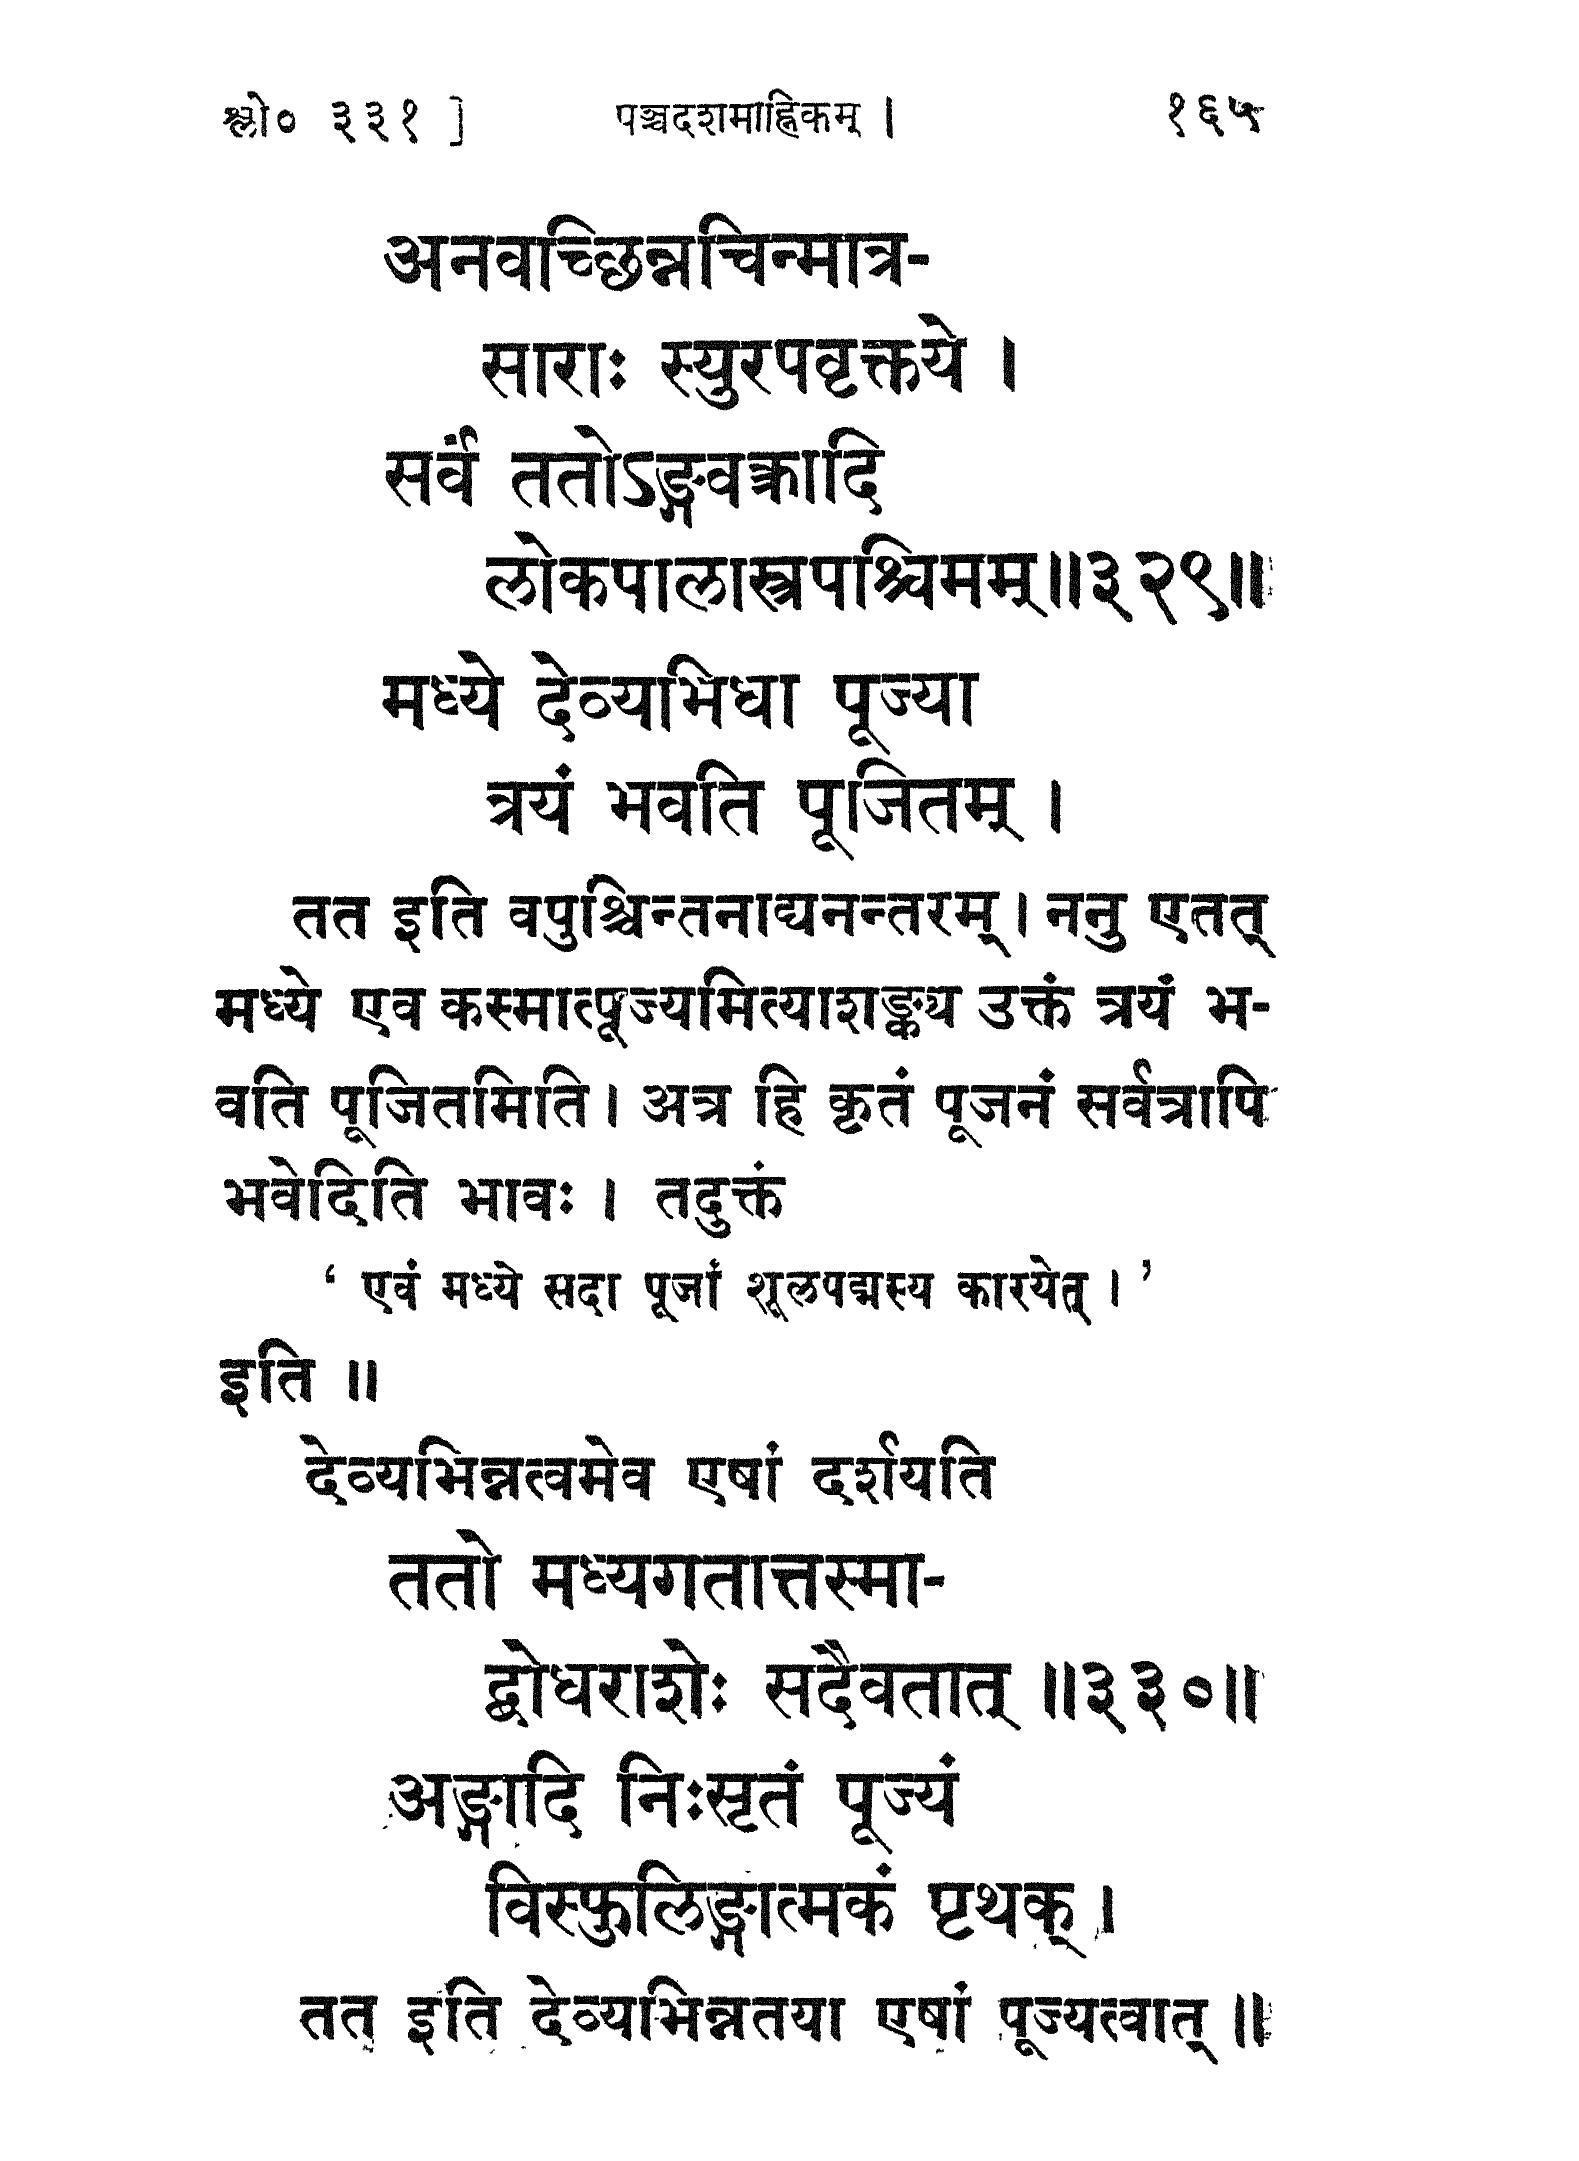 श्लो० ३३१ ] पञ्चदशमाह्निकम् । १६५
अनवच्छिन्नचिन्मात्र-
साराः स्युरपवृक्तये ।
सर्वं ततोऽङ्गवक्त्रादि
लोकपालास्त्रपश्चिमम्॥३२९॥
मध्ये देव्यभिधा पूज्या
त्रयं भवति पूजितम् ।
तत इति वपुश्चिन्तनाद्यनन्तरम् । ननु एतत्
मध्ये एव कस्मात्पूज्यमित्याशङ्क्य उक्तं त्रयं भ-
वति पूजितमिति । अत्र हि कृतं पूजनं सर्वत्रापि
भवेदिति भावः । तदुक्तं
‘ एवं मध्ये सदा पूजां शूलपद्मस्य कारयेत् । ’
इति ॥
देव्यभिन्नत्वमेव एषां दर्शयति
ततो मध्यगतात्तस्मा-
द्बोधराशेः सदैवतात् ॥३३०॥
अङ्गादि निःसृतं पूज्यं
विस्फुलिङ्गात्मकं पृथक् ।
तत इति देव्यभिन्नतया एषां पूज्यत्वात् ॥